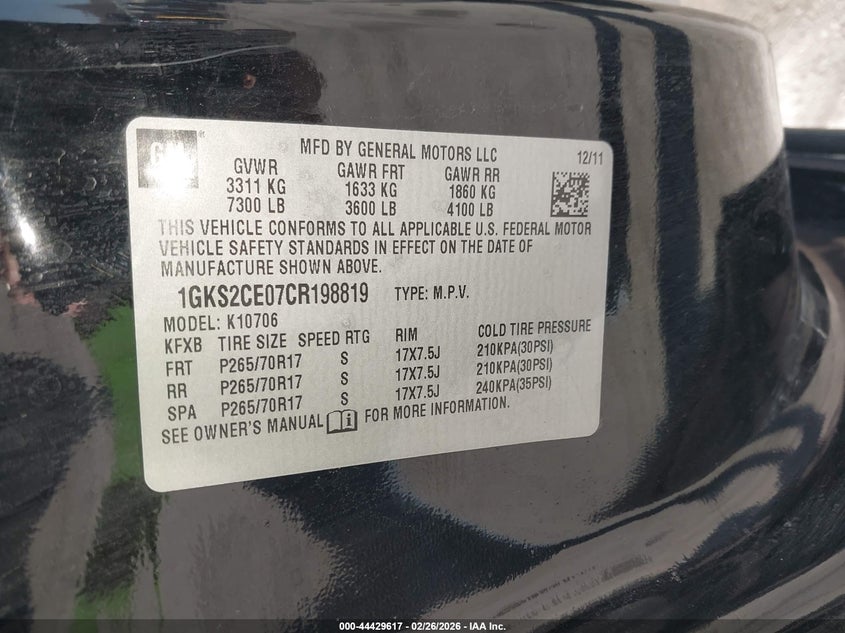 GM
MFD BY GENERAL MOTORS LLC 12/11
GVWR GAWR FRT GAWR RR
3311 KG 1633 KG 1860 KG
7300 LB 3600 LB 4100 LB
THIS VEHICLE CONFORMS TO ALL APPLICABLE U.S. FEDERAL MOTOR
VEHICLE SAFETY STANDARDS IN EFFECT ON THE DATE OF
MANUFACTURE SHOWN ABOVE.
1GKS2CE07CR198819 TYPE: M.P.V.
MODEL: K10706
KFXB TIRE SIZE SPEED RTG RIM COLD TIRE PRESSURE
FRT P265/70R17 S 17X7.5J 210KPA(30PSI)
RR P265/70R17 S 17X7.5J 210KPA(30PSI)
SPA P265/70R17 S 17X7.5J 240KPA(35PSI)
SEE OWNER'S MANUAL FOR MORE INFORMATION.
000-44429617 - 02/26/2026 - IAA Inc.